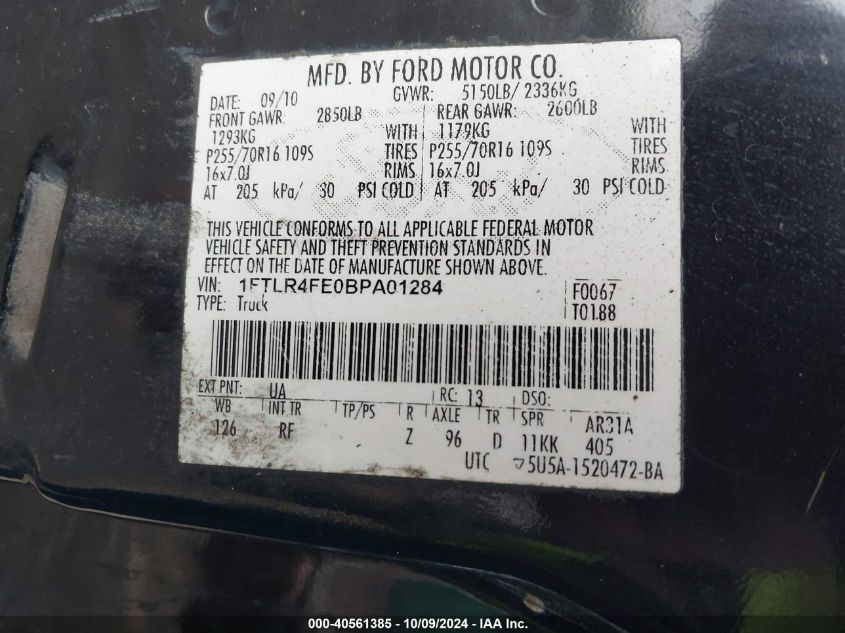 MFD. BY FORD MOTOR CO.
DATE: 09/10 GVWR: 5150LB/ 2336KG
FRONT GAWR: 2850LB REAR GAWR: 2600LB
1293KG WITH 1179KG WITH
P255/70R16 109S TIRES P255/70R16 109S TIRES
16x7.0J RIMS 16x7.0J RIMS
AT 205 kPa/ 30 PSI COLD AT 205 kPa/ 30 PSI COLD
THIS VEHICLE CONFORMS TO ALL APPLICABLE FEDERAL MOTOR
VEHICLE SAFETY AND THEFT PREVENTION STANDARDS IN
EFFECT ON THE DATE OF MANUFACTURE SHOWN ABOVE.
VIN: 1FTLR4FE0BPA01284 F0067
TYPE: Truck T0188
EXT PNT: UA RC: 13 DSO:
WB INT TR TP/PS R AXLE TR SPR AR31A
126 RF Z 96 D 11KK 405
UTC ▽5U5A-1520472-BA
000-40561385 - 10/09/2024 - IAAI.com